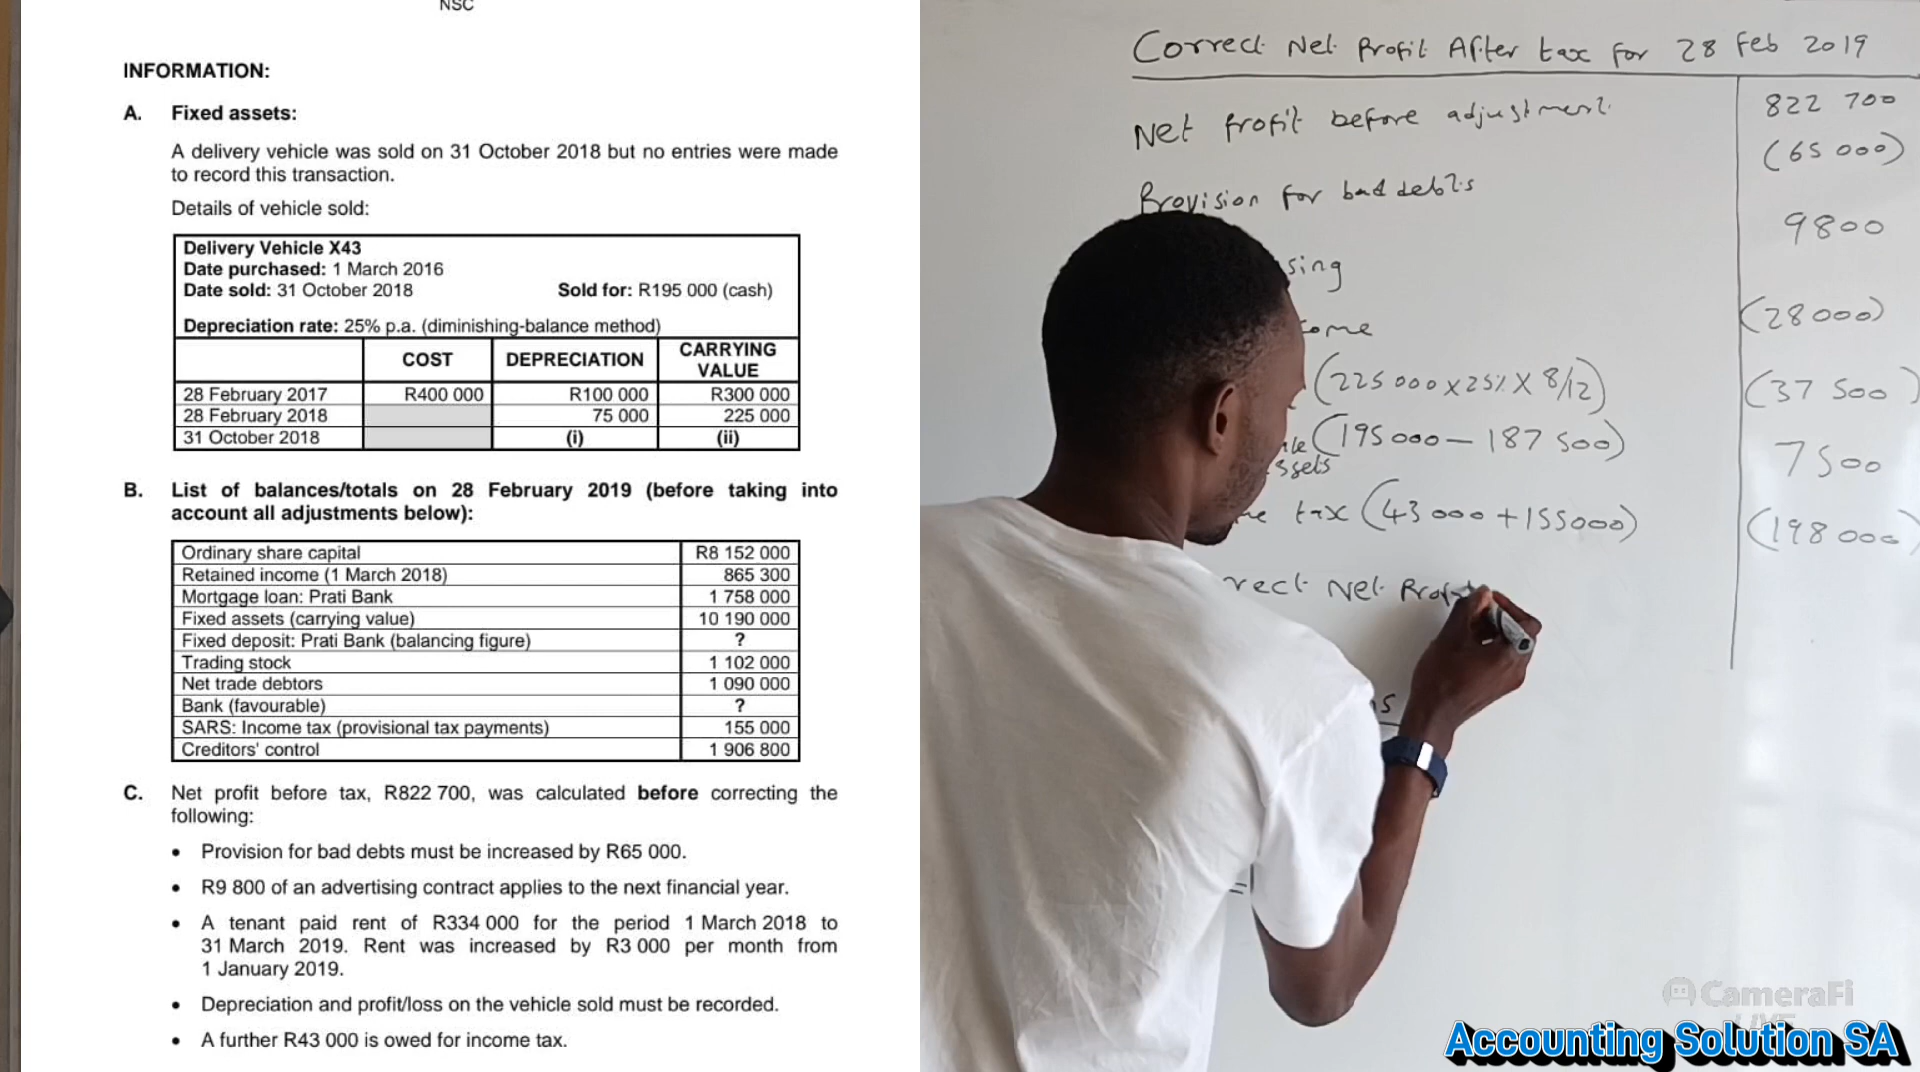 NSC
INFORMATION:
A. Fixed assets:
A delivery vehicle was sold on 31 October 2018 but no entries were made
to record this transaction.
Details of vehicle sold:
Delivery Vehicle X43
Date purchased: 1 March 2016
Date sold: 31 October 2018 Sold for: R195 000 (cash)
Depreciation rate: 25% p.a. (diminishing-balance method)
COST DEPRECIATION CARRYING VALUE
28 February 2017 R400 000 R100 000 R300 000
28 February 2018 75 000 225 000
31 October 2018 (i) (ii)
B. List of balances/totals on 28 February 2019 (before taking into
account all adjustments below):
Ordinary share capital R8 152 000
Retained income (1 March 2018) 865 300
Mortgage loan: Prati Bank 1 758 000
Fixed assets (carrying value) 10 190 000
Fixed deposit: Prati Bank (balancing figure) ?
Trading stock 1 102 000
Net trade debtors 1 090 000
Bank (favourable) ?
SARS: Income tax (provisional tax payments) 155 000
Creditors' control 1 906 800
C. Net profit before tax, R822 700, was calculated before correcting the
following:
• Provision for bad debts must be increased by R65 000.
• R9 800 of an advertising contract applies to the next financial year.
• A tenant paid rent of R334 000 for the period 1 March 2018 to
31 March 2019. Rent was increased by R3 000 per month from
1 January 2019.
• Depreciation and profit/loss on the vehicle sold must be recorded.
• A further R43 000 is owed for income tax.
Correct Net Profit After tax for 28 Feb 2019
Net profit before adjustment 822 700
(65 000)
Provision for bad debts
9800
sing
(28000)
ome
(225 000 x 25% X 8/12) (37 500)
le (195 000 — 187 500) 7500
ssets
me tax (43 000 + 155000) (198 000)
rect Net Prof
s
=
CameraFi
LIVE
Accounting Solution SA